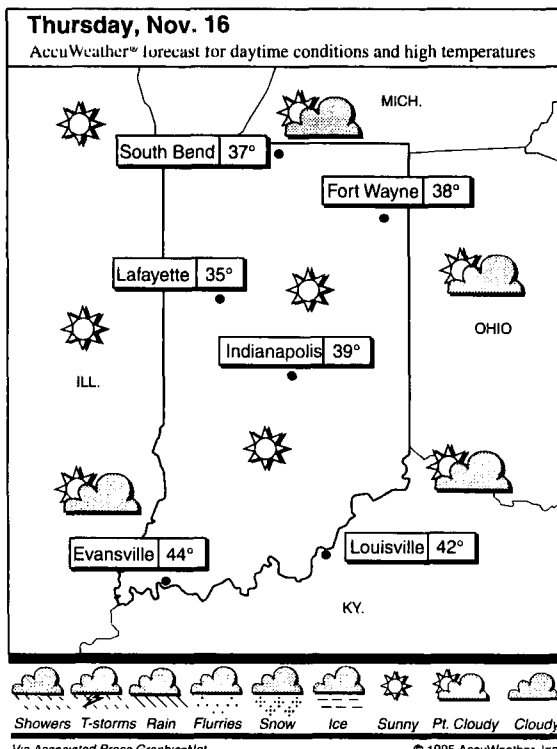 Thursday, Nov. 16
AccuWeather℠ forecast for daytime conditions and high temperatures
MICH.
South Bend 37°
Fort Wayne 38°
Lafayette 35°
OHIO
Indianapolis 39°
ILL.
Evansville 44°
Louisville 42°
KY.
Showers T-storms Rain Flurries Snow Ice Sunny Pt. Cloudy Cloudy
Via Associated Press GraphicsNet
© 1995 AccuWeather, Inc.